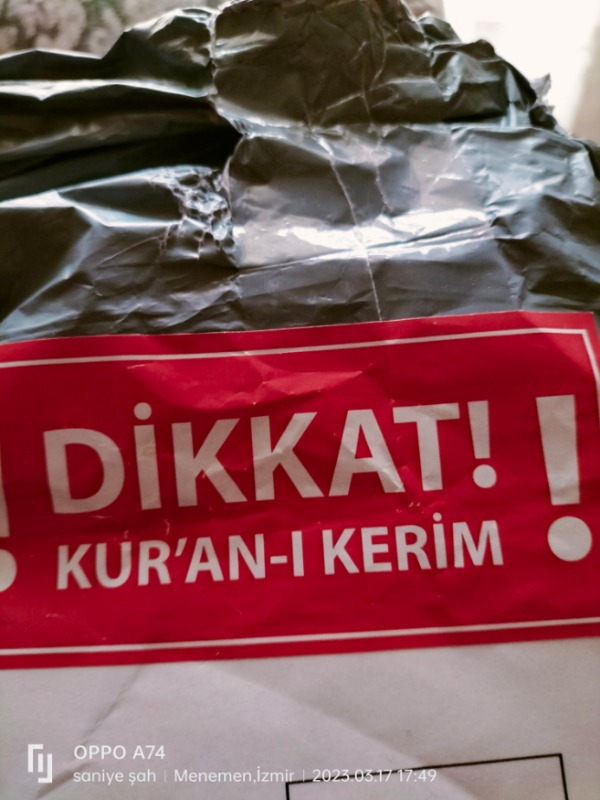 DİKKAT! !
KUR'AN-I KERİM
OPPO A74
saniye şah | Menemen,İzmir | 2023.03.17 17:49